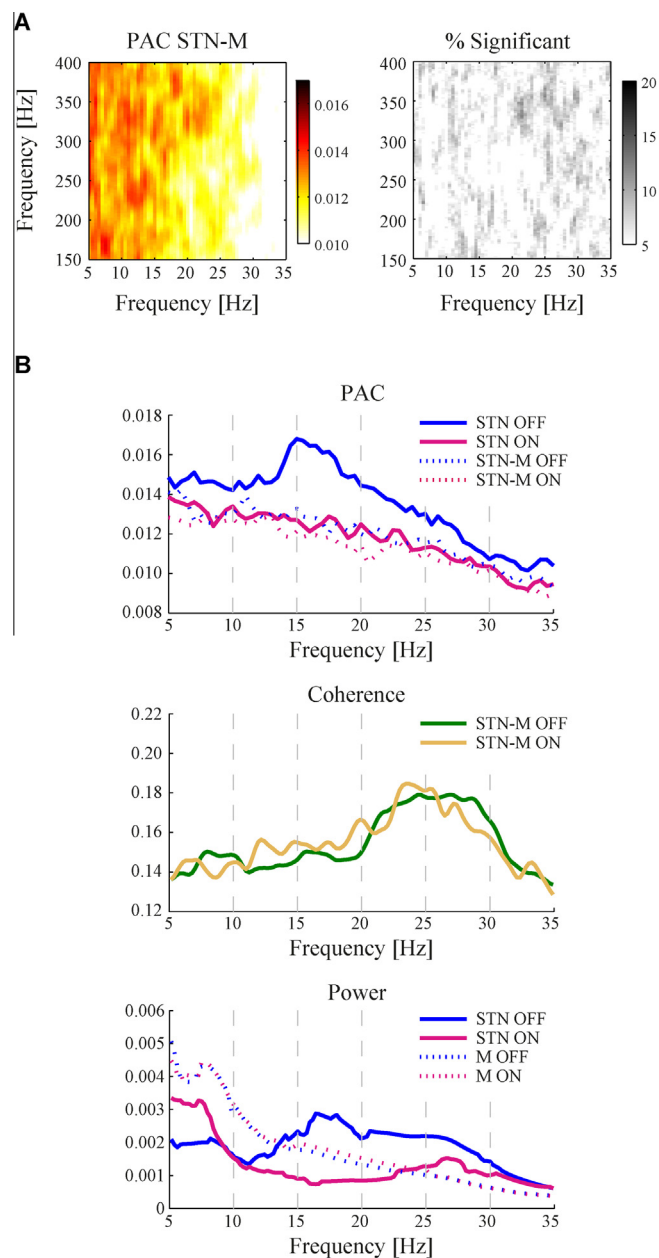 A
PAC STN-M
% Significant
Frequency [Hz]
400
350
300
250
200
150
5 10 15 20 25 30 35
Frequency [Hz]
0.016
0.014
0.012
0.010
400
350
300
250
200
150
5 10 15 20 25 30 35
Frequency [Hz]
20
15
10
5
B
PAC
0.018
0.016
0.014
0.012
0.010
0.008
STN OFF
STN ON
STN-M OFF
STN-M ON
5 10 15 20 25 30 35
Frequency [Hz]
Coherence
0.22
0.20
0.18
0.16
0.14
0.12
STN-M OFF
STN-M ON
5 10 15 20 25 30 35
Frequency [Hz]
Power
0.006
0.005
0.004
0.003
0.002
0.001
0
STN OFF
STN ON
M OFF
M ON
5 10 15 20 25 30 35
Frequency [Hz]